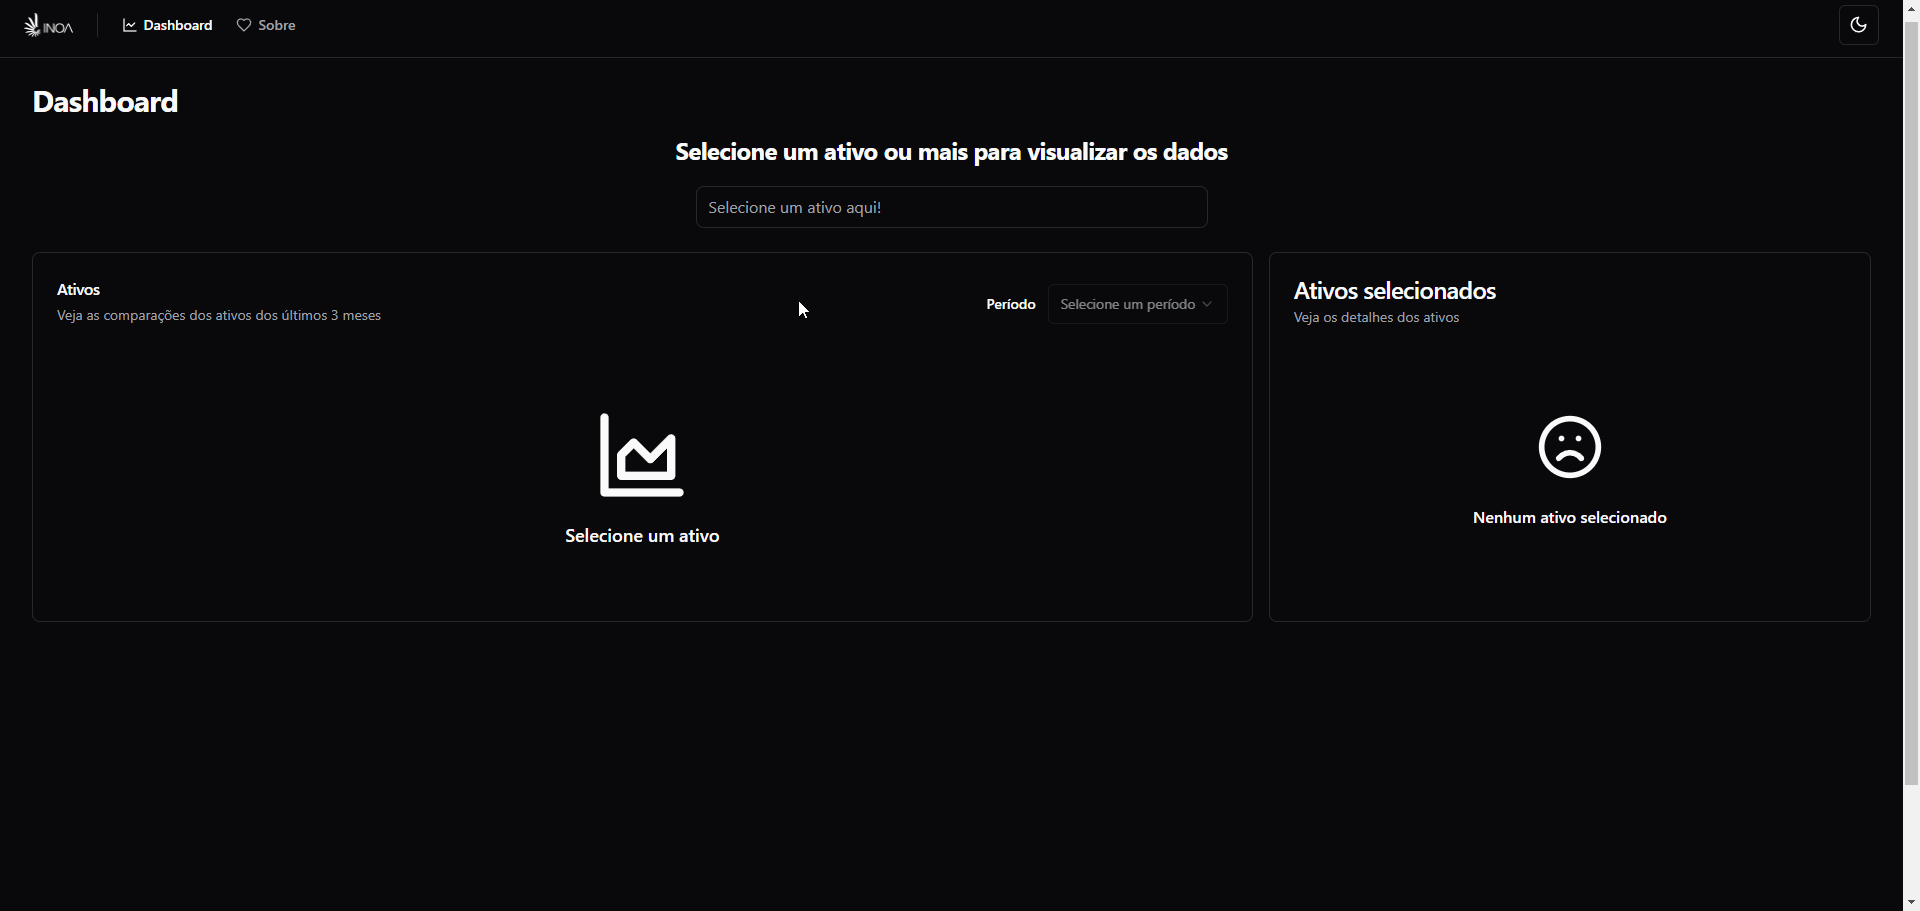 INOA
Dashboard
Sobre
Dashboard
Selecione um ativo ou mais para visualizar os dados
Selecione um ativo aqui!
Ativos
Veja as comparações dos ativos dos últimos 3 meses
Período
Selecione um período
Selecione um ativo
Ativos selecionados
Veja os detalhes dos ativos
Nenhum ativo selecionado